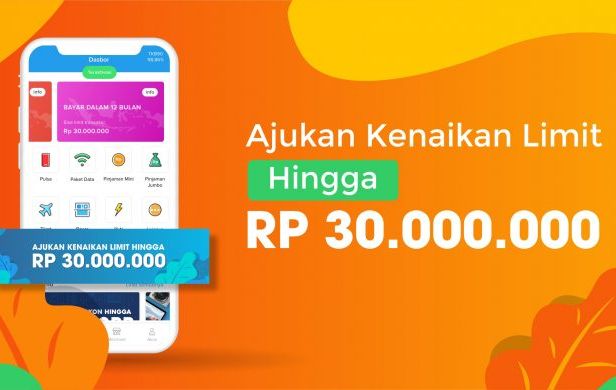 Dasbor
info
info
BAYAR DALAM 12 BULAN
Rp 30.000.000
Pulsa
Paket Data
Pinjaman Mini
Pinjaman Jumbo
AJUKAN KENAIKAN LIMIT HINGGA
RP 30.000.000
Ajukan Kenaikan Limit
Hingga
RP 30.000.000